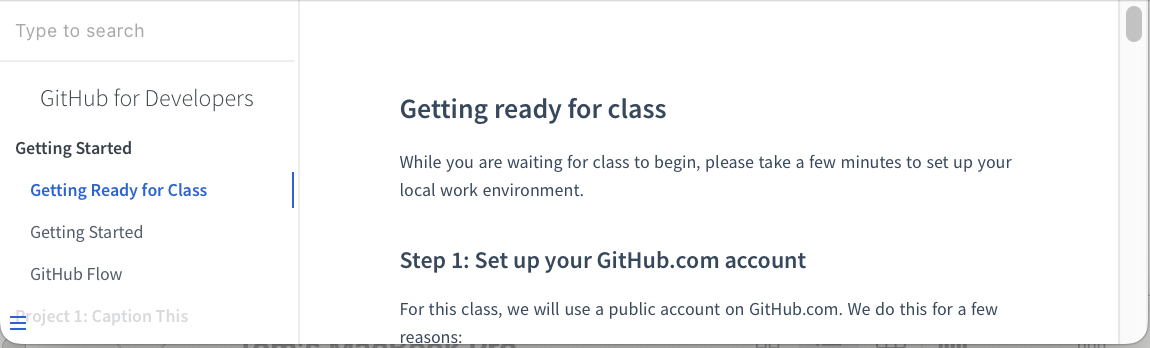 Type to search
GitHub for Developers
Getting Started
Getting Ready for Class
Getting Started
GitHub Flow
Project 1: Caption This
Getting ready for class
While you are waiting for class to begin, please take a few minutes to set up your
local work environment.
Step 1: Set up your GitHub.com account
For this class, we will use a public account on GitHub.com. We do this for a few
reasons: